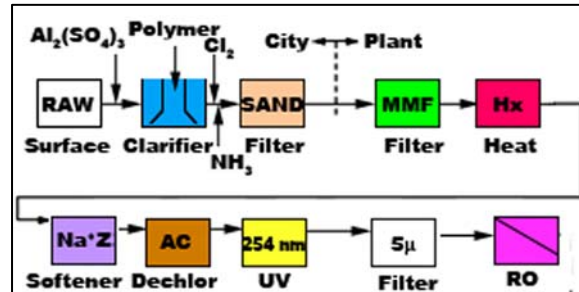 Al₂(SO₄)₃
Polymer
Cl₂
City
Plant
RAW
SAND
MMF
Hx
Surface
Clarifier
Filter
Filter
Heat
NH₃
Na⁺Z
AC
254 nm
5µ
Softener
Dechlor
UV
Filter
RO